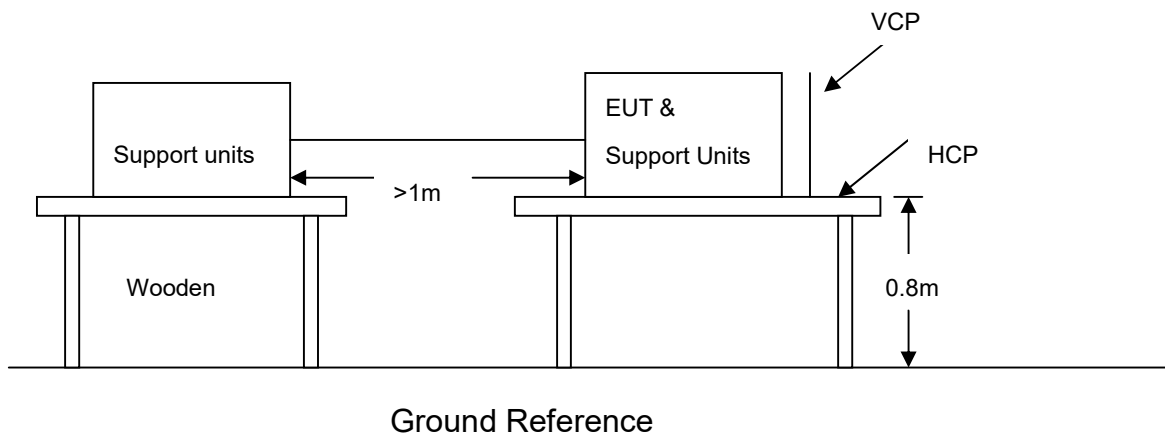 VCP
EUT &
Support units
Support Units
HCP
>1m
Wooden
0.8m
Ground Reference